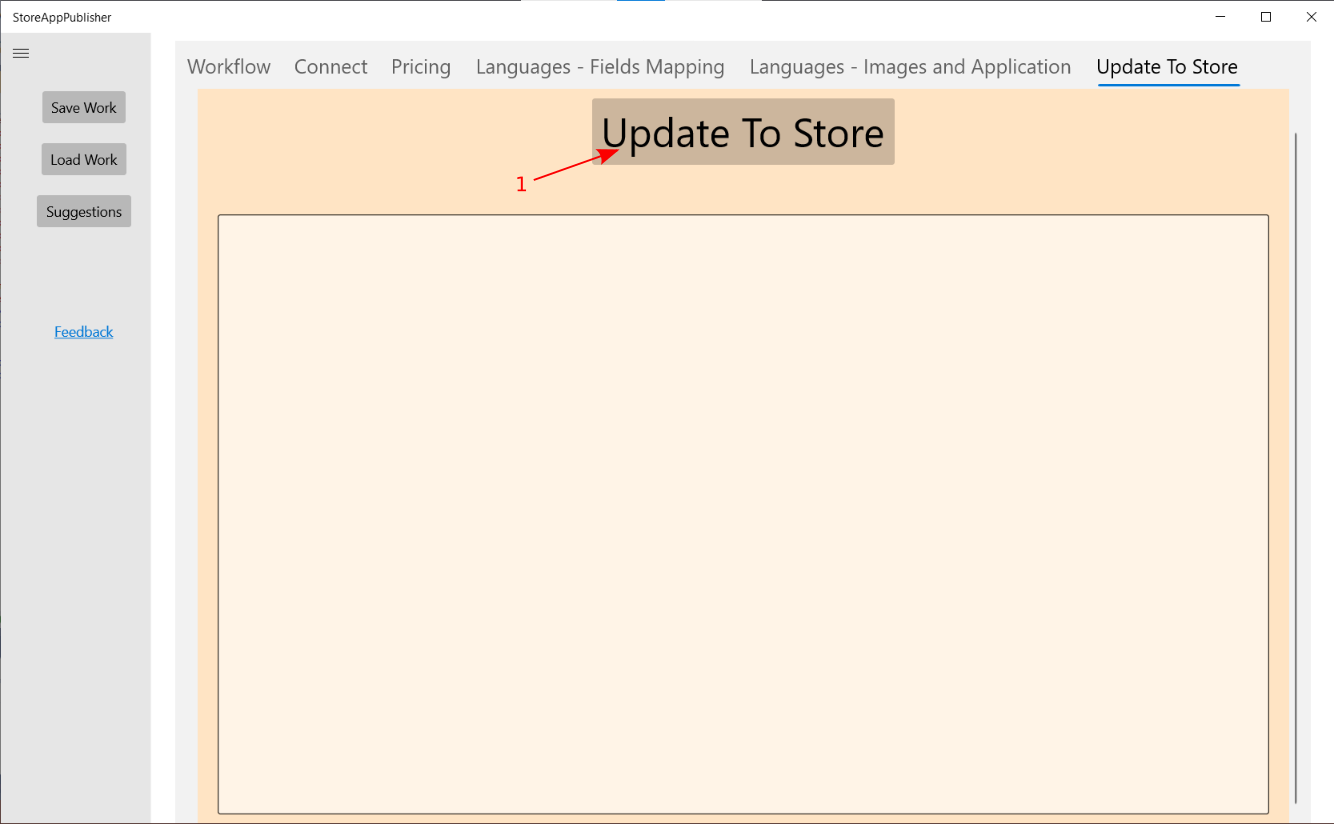 StoreAppPublisher
Workflow Connect Pricing Languages - Fields Mapping Languages - Images and Application Update To Store
Save Work
Load Work
Suggestions
Feedback
Update To Store
1